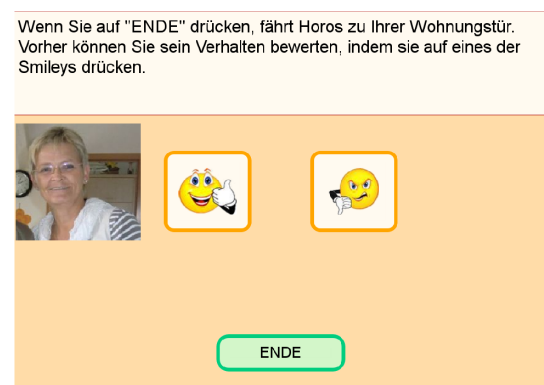 Wenn Sie auf "ENDE" drücken, fährt Horos zu Ihrer Wohnungstür.
Vorher können Sie sein Verhalten bewerten, indem sie auf eines der
Smileys drücken.
ENDE